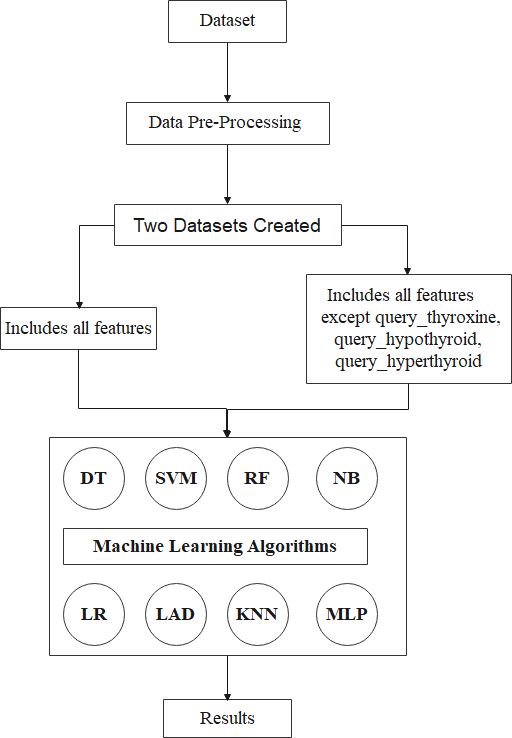 Dataset
Data Pre-Processing
Two Datasets Created
Includes all features
Includes all features
except query_thyroxine,
query_hypothyroid,
query_hyperthyroid
DT
SVM
RF
NB
Machine Learning Algorithms
LR
LAD
KNN
MLP
Results